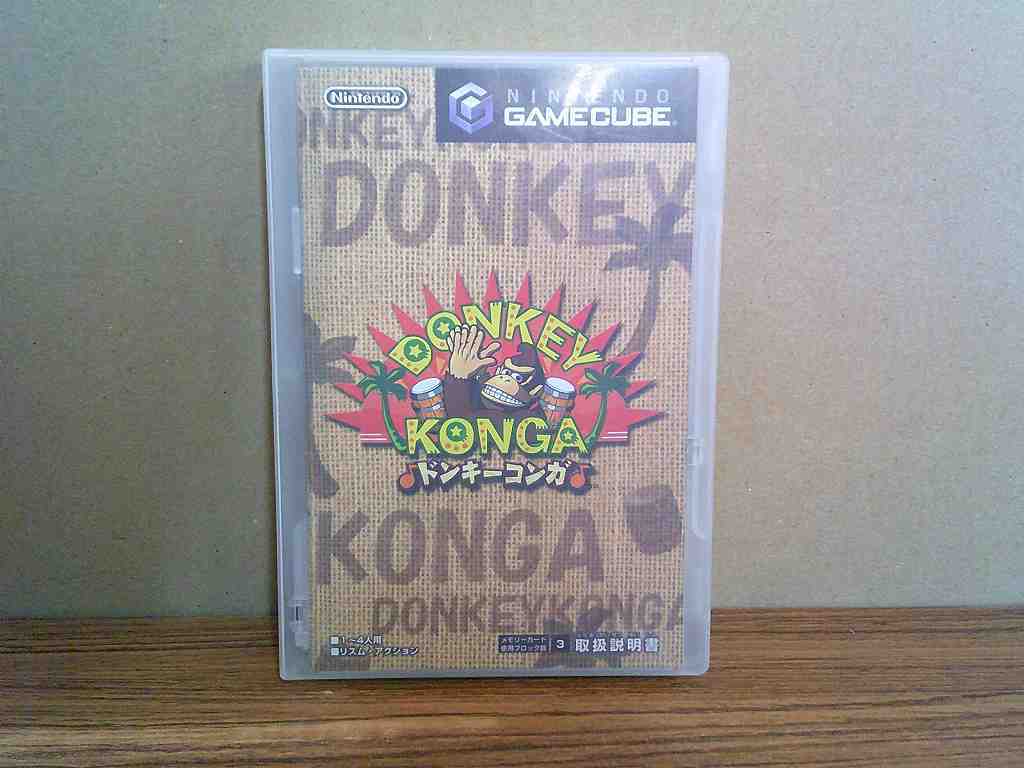 Nintendo
NINTENDO
GAMECUBE
ONKEY
DONKEY
DONKEY
KONGA
ドンキーコンガ
KONGA
DONKEYKONGA
■1〜4人用
■リズム・アクション
メモリーカード
使用ブロック数
3
取扱説明書